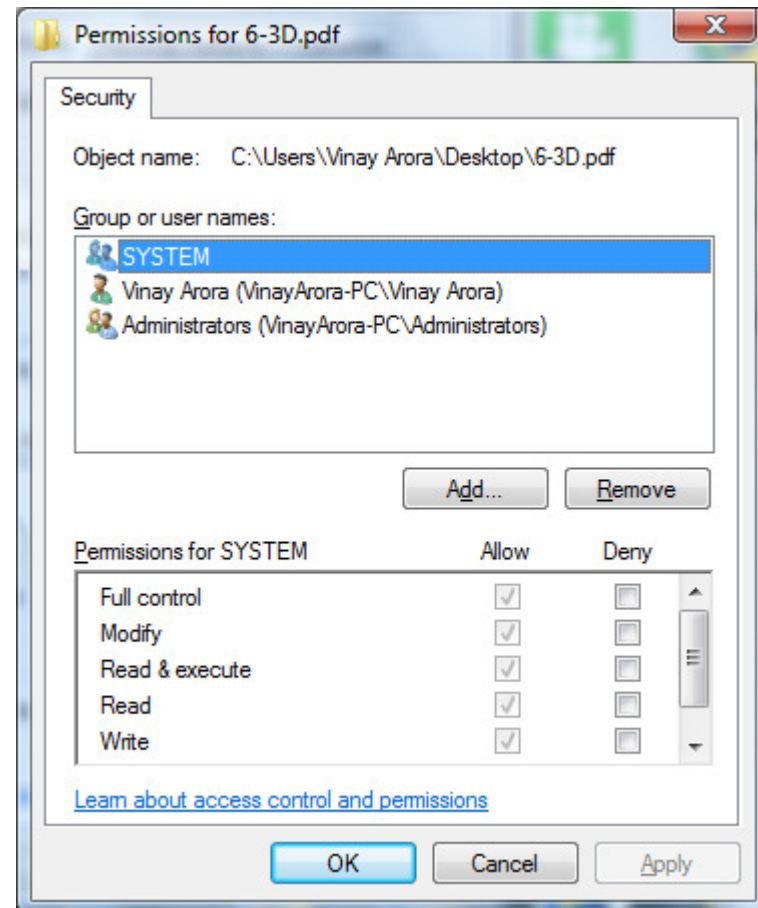 Permissions for 6-3D.pdf
Security
Object name: C:\Users\Vinay Arora\Desktop\6-3D.pdf
Group or user names:
SYSTEM
Vinay Arora (VinayArora-PC\Vinay Arora)
Administrators (VinayArora-PC\Administrators)
Add... Remove
Permissions for SYSTEM Allow Deny
Full control
Modify
Read & execute
Read
Write
Learn about access control and permissions
OK Cancel Apply